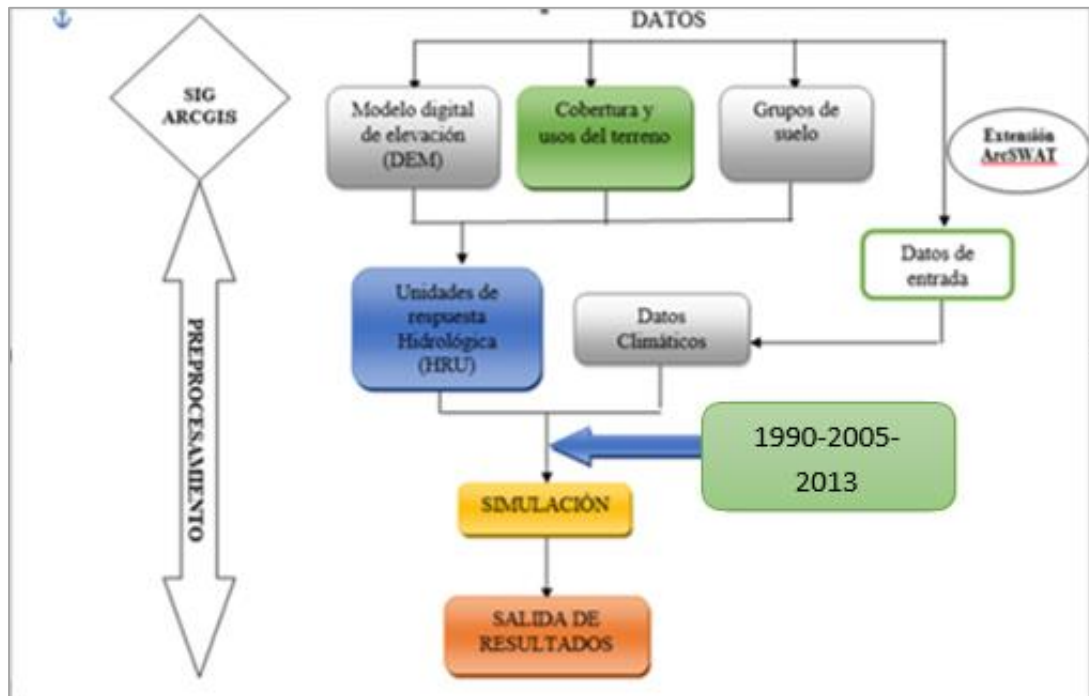 DATOS
SIG
ARCGIS
Modelo digital
de elevación
(DEM)
Cobertura y
usos del terreno
Grupos de
suelo
Extensión
ArcSWAT
Datos de
entrada
Unidades de
respuesta
Hidrológica
(HRU)
Datos
Climáticos
PREPROCESAMIENTO
1990-2005-
2013
SIMULACIÓN
SALIDA DE
RESULTADOS